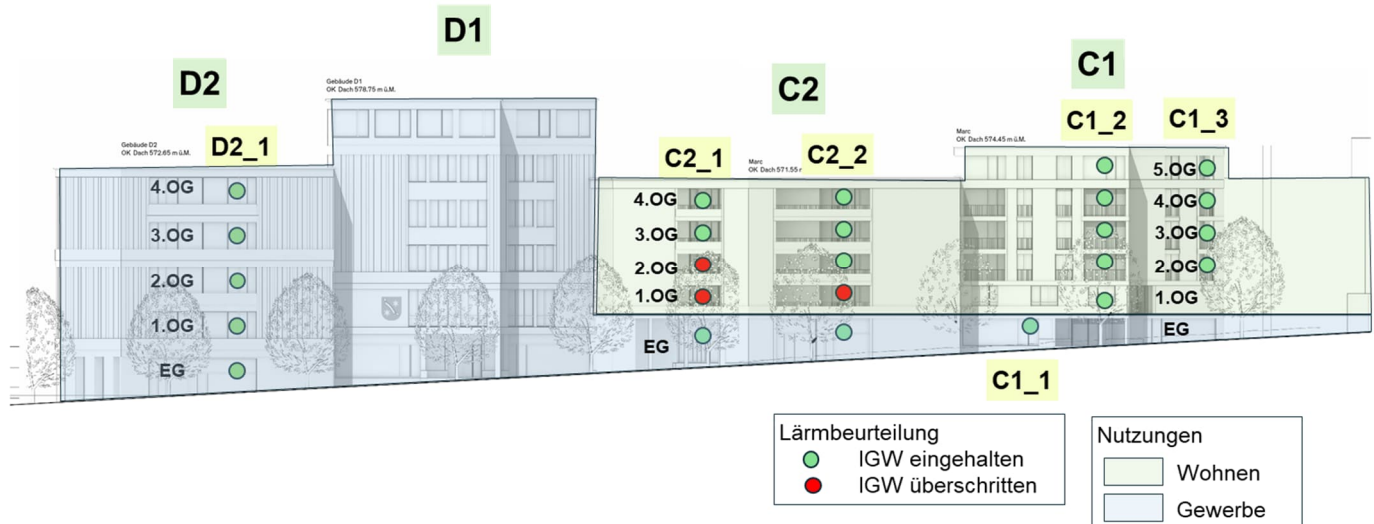 D1
D2
C2
C1
Gebäude D1
OK Dach 578.75 m ü.M.
Gebäude D2
OK Dach 572.65 m ü.M.
D2_1
C2_1
Marc
OK Dach 571.55
C2_2
Marc
OK Dach 574.45 m ü.M.
C1_2
C1_3
4.OG
3.OG
2.OG
1.OG
EG
4.OG
3.OG
2.OG
1.OG
EG
5.OG
4.OG
3.OG
2.OG
1.OG
EG
C1_1
Lärmbeurteilung
IGW eingehalten
IGW überschritten
Nutzungen
Wohnen
Gewerbe